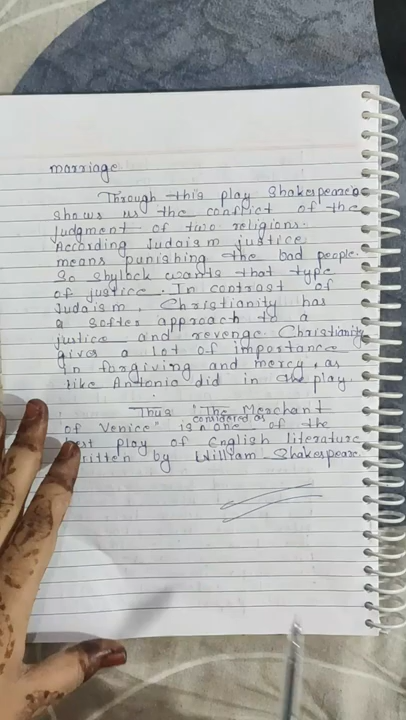 marriage
Through this play Shakespeare
shows us the conflict of the
judgment of two religions.
According Judaism justice
means punishing the bad people.
So Shylock wants that type
of justice. In contrast of
Judaism, Christianity has
a softer approach to a
justice and revenge. Christianity
gives a lot of importance
in forgiving and mercy, as
like Antonio did in the play.
Thus "The Merchant
of Venice" is considered as one of the
best play of English literature
written by William Shakespeare.